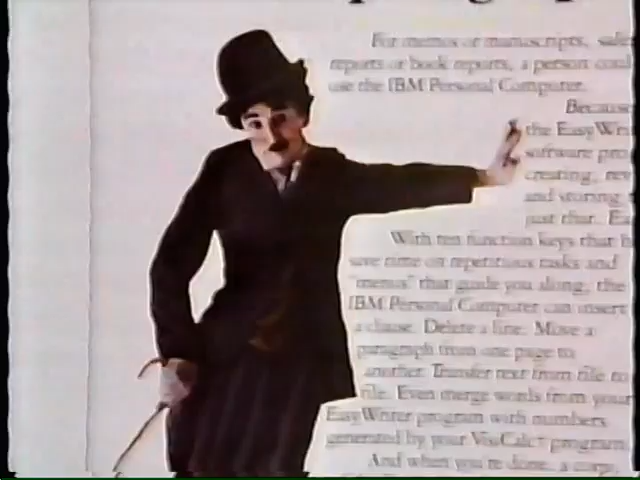 For memos or manuscripts, sales
reports or book reports, a person could
use the IBM Personal Computer.
Because
the EasyWriter
software pro
creating, rev
and storing
just that. Ea
With ten function keys that h
save time on repetitious tasks and
"menus" that guide you along, the
IBM Personal Computer can insert
a clause. Delete a line. Move a
paragraph from one page to
another. Transfer text from file to
file. Even merge words from your
EasyWriter program with numbers
generated by your VisiCalc™ program.
And when you're done, a copy,